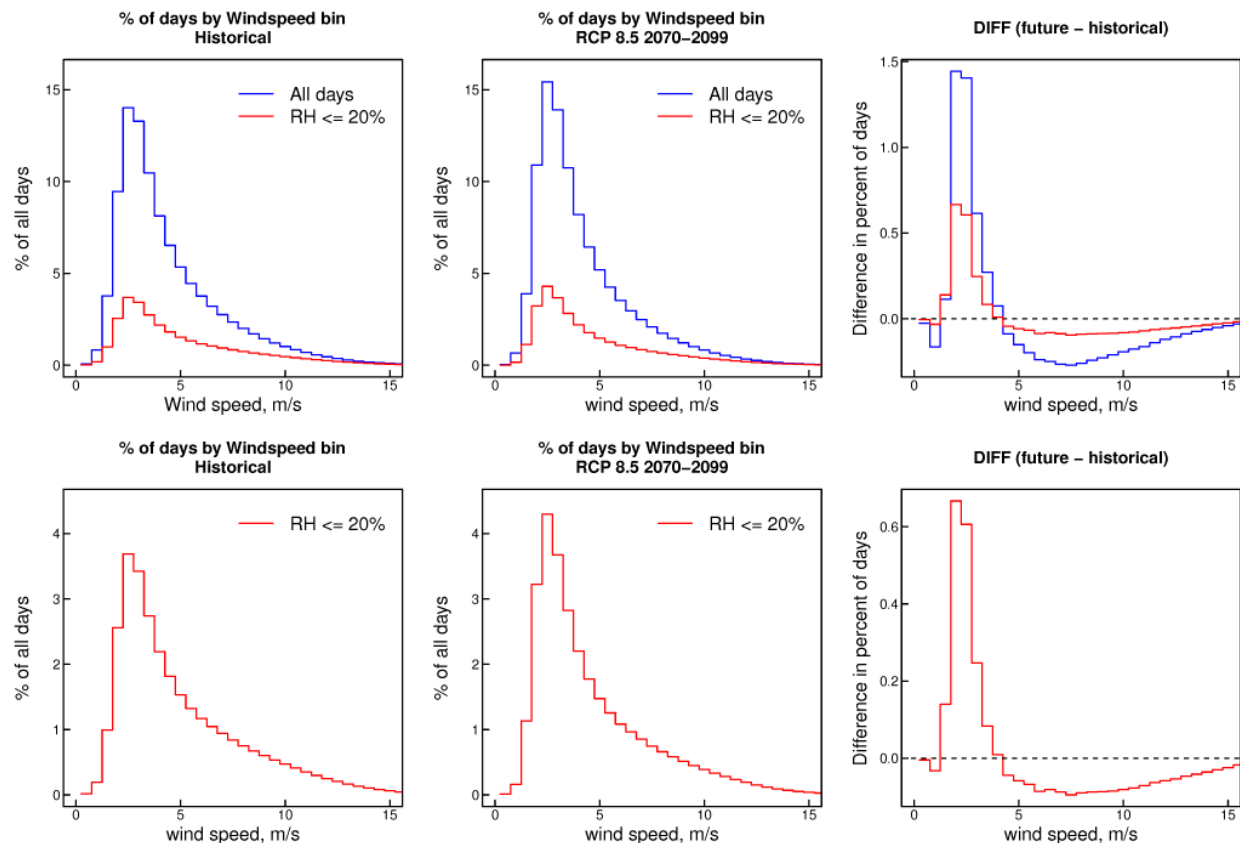 % of days by Windspeed bin
Historical
% of days by Windspeed bin
RCP 8.5 2070−2099
DIFF (future − historical)
All days
RH <= 20%
% of all days
15
10
5
0
0 5 10 15
Wind speed, m/s
All days
RH <= 20%
% of all days
15
10
5
0
0 5 10 15
wind speed, m/s
Difference in percent of days
1.5
1.0
0.5
0.0
0 5 10 15
wind speed, m/s
% of days by Windspeed bin
Historical
% of days by Windspeed bin
RCP 8.5 2070−2099
DIFF (future − historical)
RH <= 20%
% of all days
4
3
2
1
0
0 5 10 15
wind speed, m/s
RH <= 20%
% of all days
4
3
2
1
0
0 5 10 15
wind speed, m/s
Difference in percent of days
0.6
0.4
0.2
0.0
0 5 10 15
wind speed, m/s